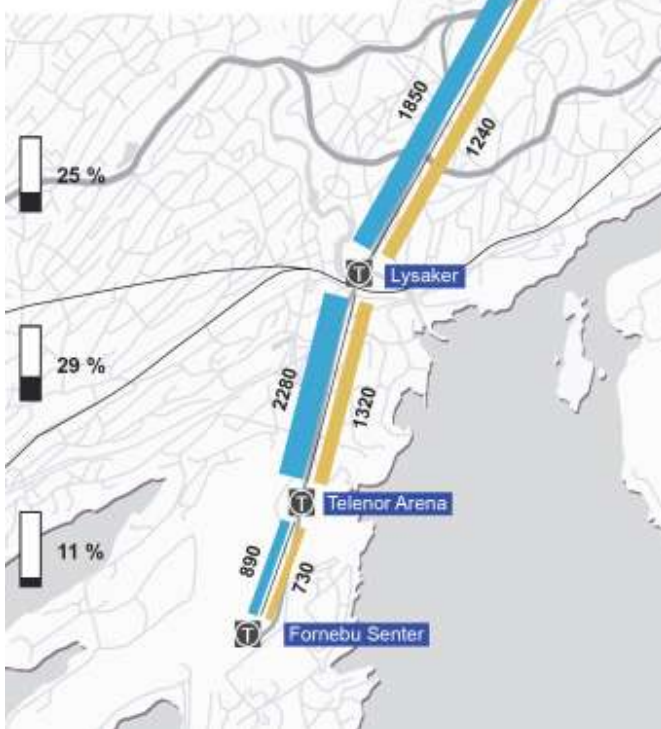 1850
1240
25 %
T
Lysaker
29 %
2280
1320
T
Telenor Arena
11 %
890
730
T
Fornebu Senter